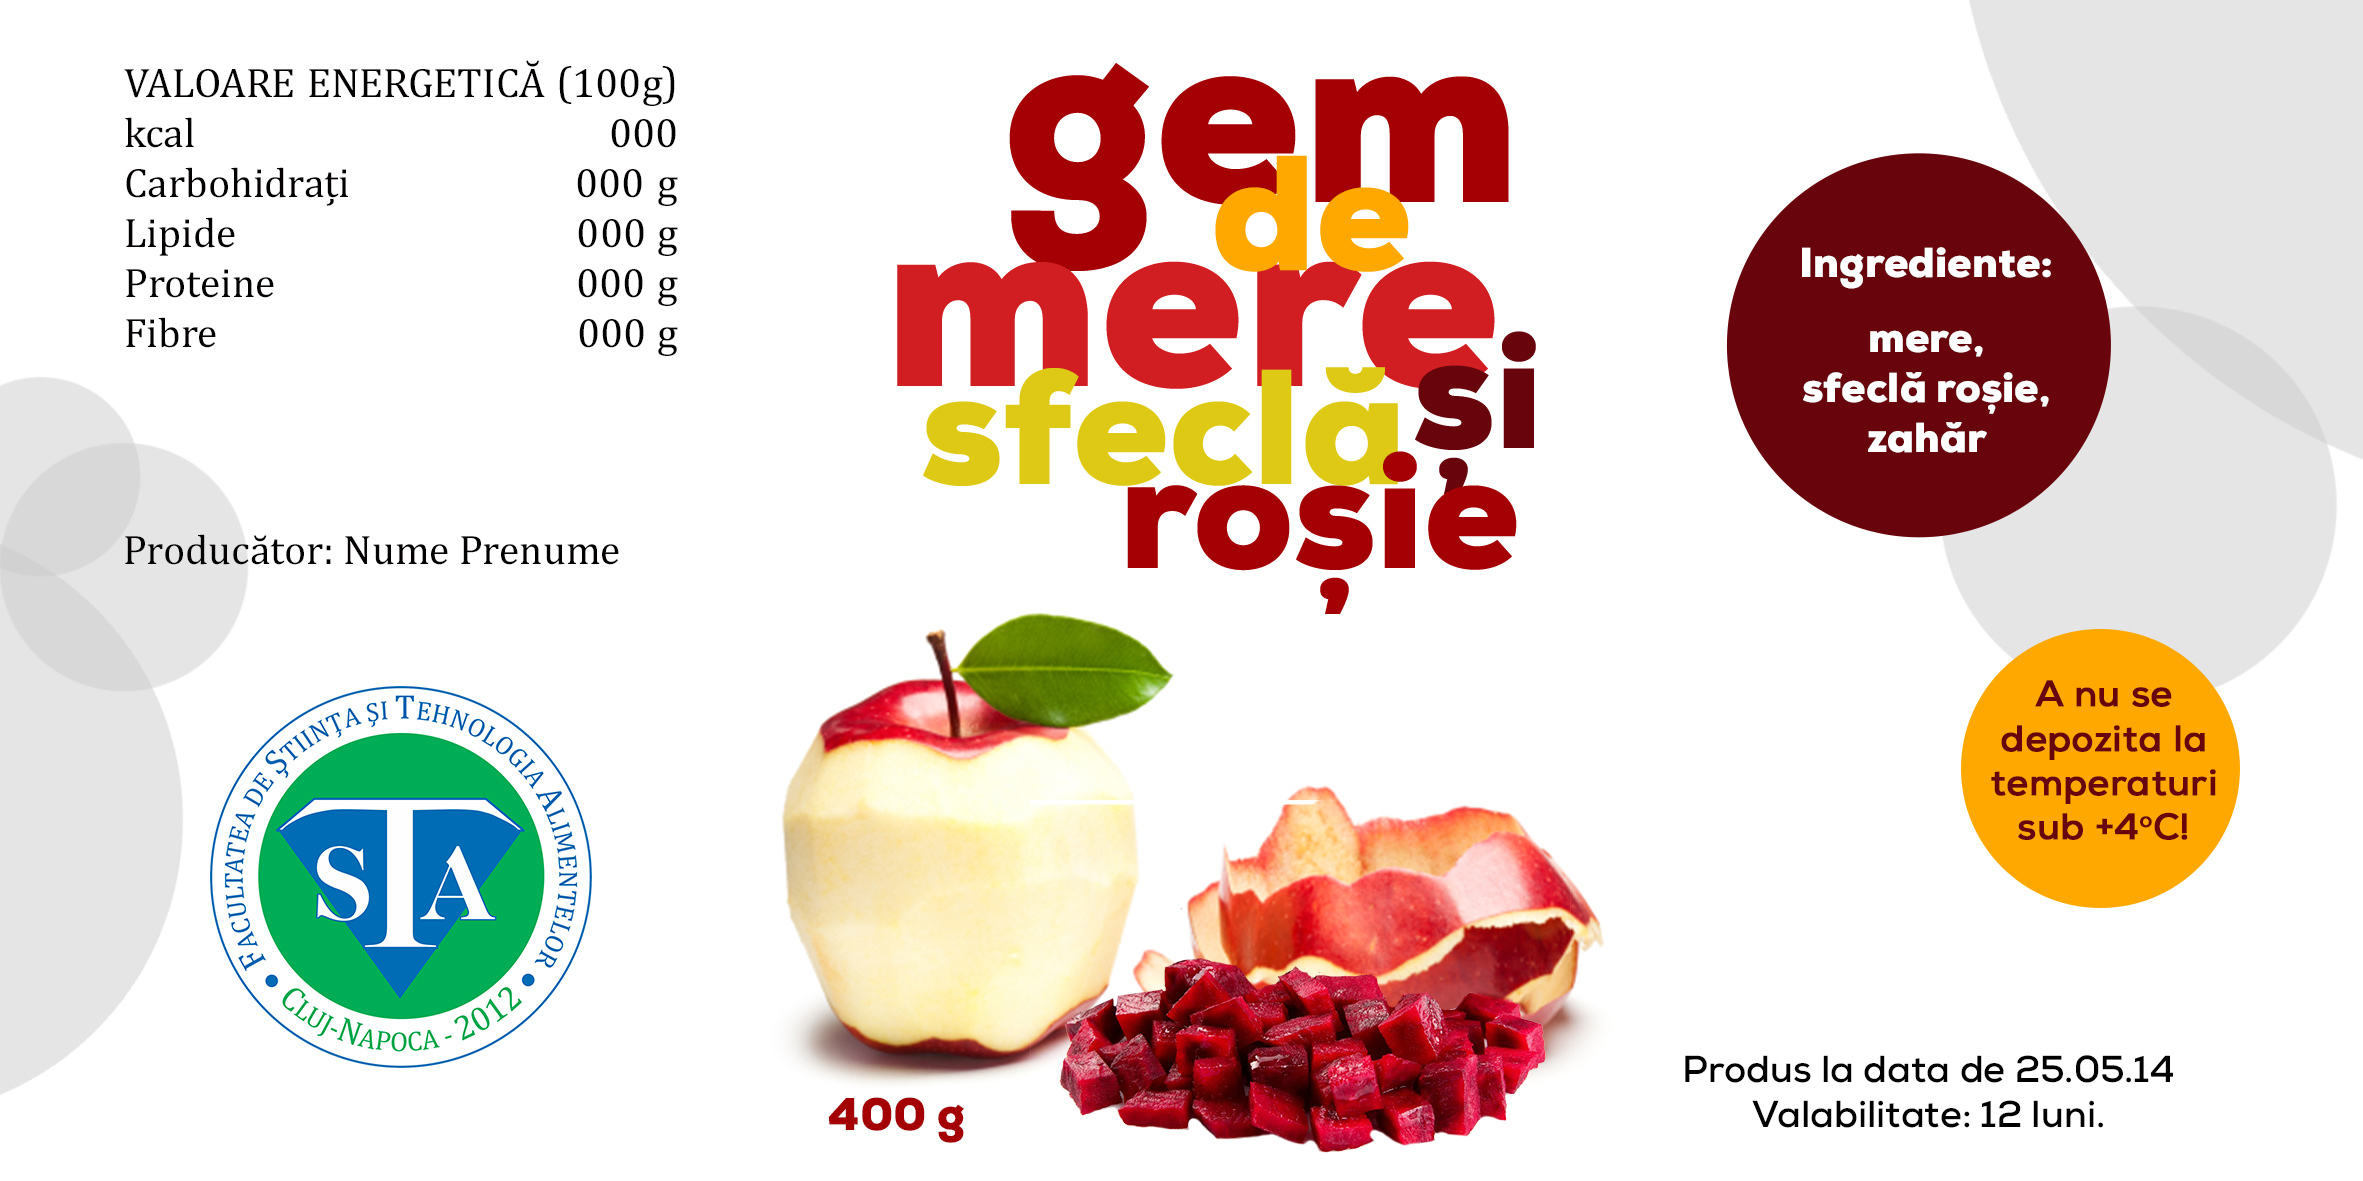 VALOARE ENERGETICĂ (100g)
kcal 000
Carbohidrați 000 g
Lipide 000 g
Proteine 000 g
Fibre 000 g
Producător: Nume Prenume
FACULTATEA DE ŞTIINŢA ŞI TEHNOLOGIA ALIMENTELOR
STA
CLUJ-NAPOCA - 2012
gem
de
mere
sfeclă și
roșie
400 g
Ingrediente:
mere,
sfeclă roșie,
zahăr
A nu se
depozita la
temperaturi
sub +4°C!
Produs la data de 25.05.14
Valabilitate: 12 luni.